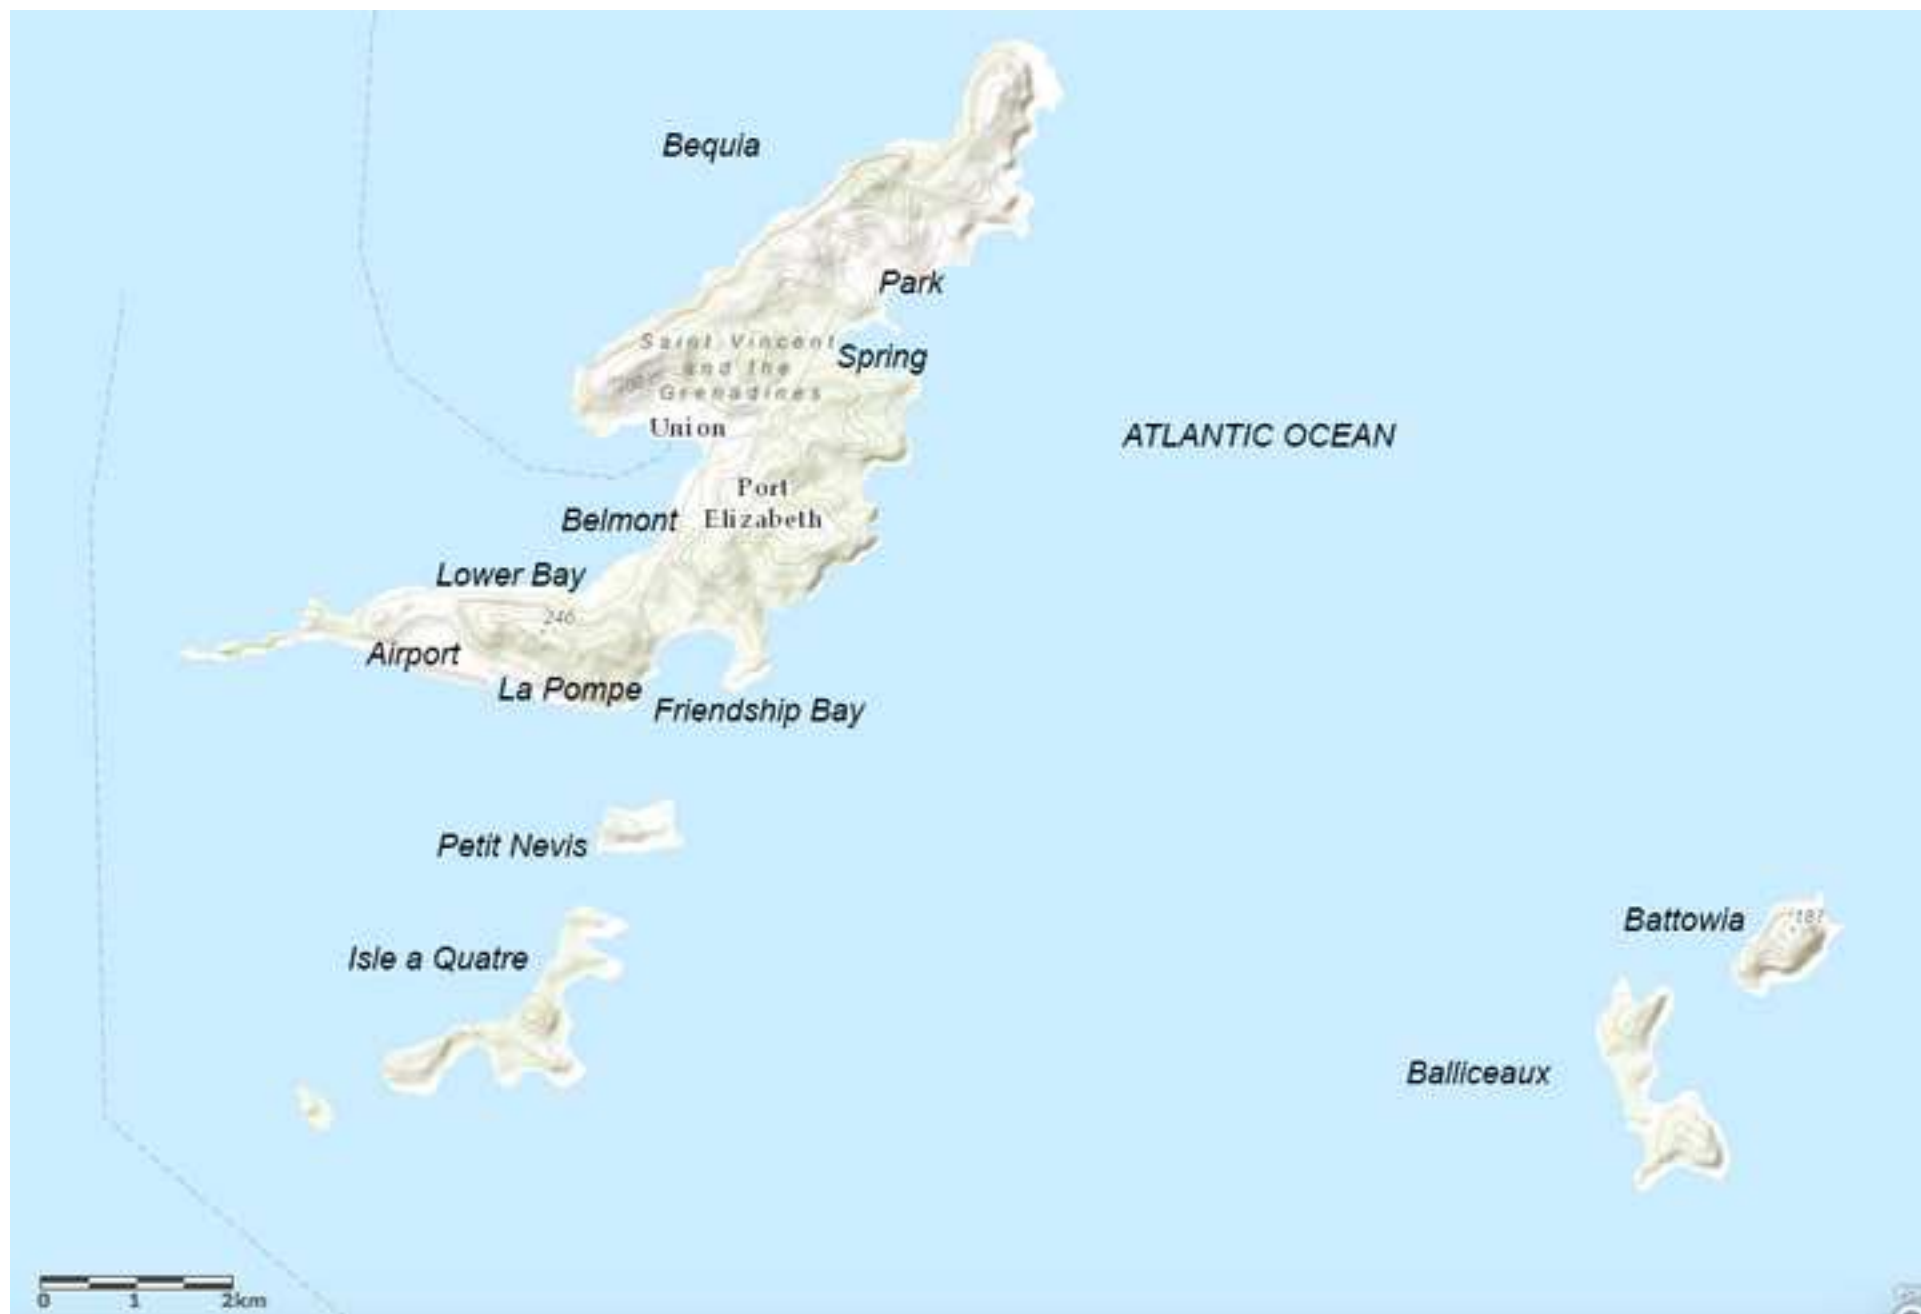 Bequia
Park
Saint Vincent
and the
Grenadines
Spring
Union
ATLANTIC OCEAN
Port
Elizabeth
Belmont
Lower Bay
246
Airport
La Pompe
Friendship Bay
Petit Nevis
Battowia
187
Isle a Quatre
Balliceaux
0 1 2km